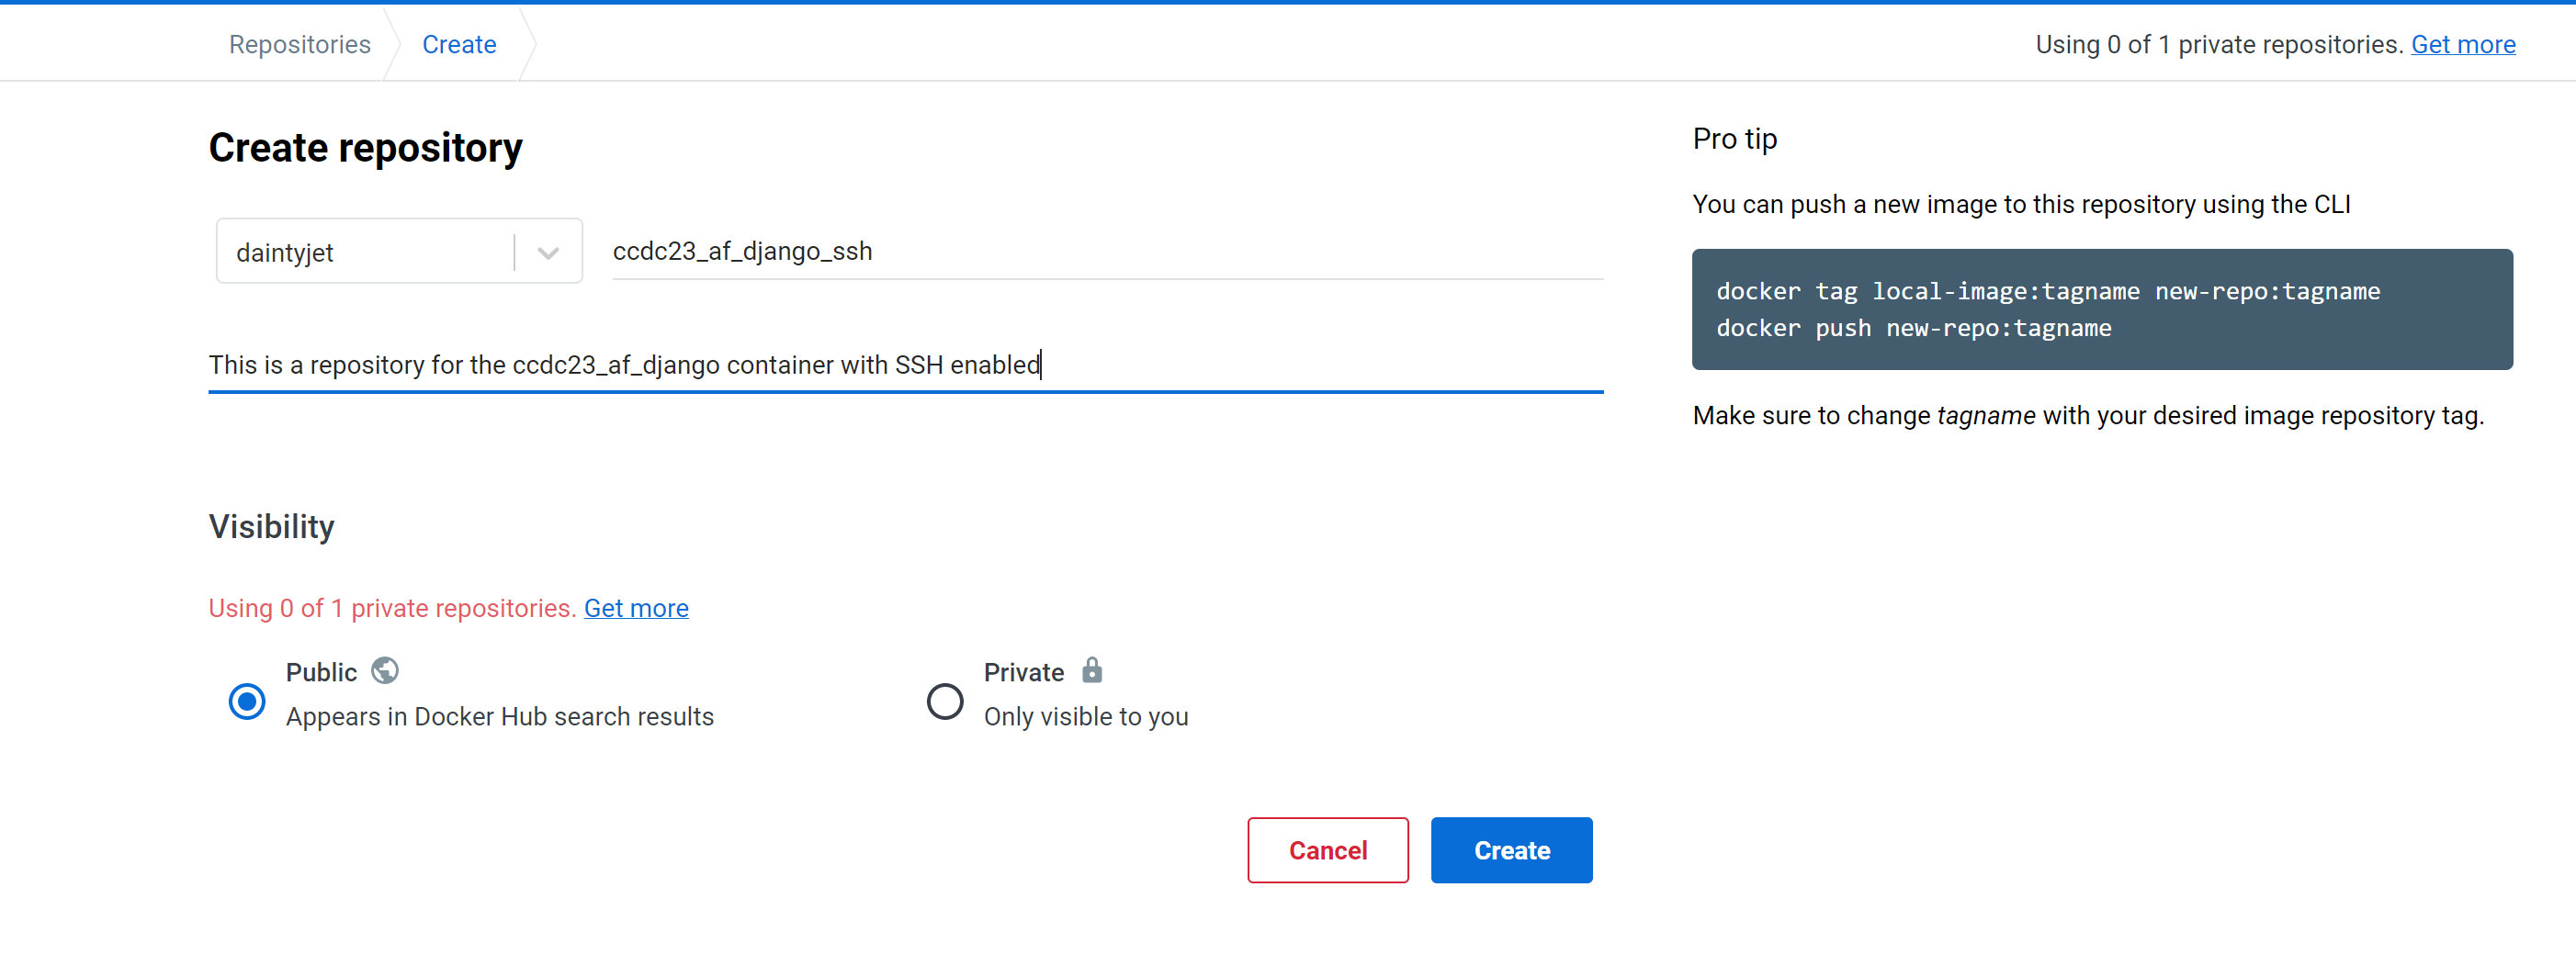 Repositories
Create
Using 0 of 1 private repositories. Get more
Create repository
daintyjet
ccdc23_af_django_ssh
This is a repository for the ccdc23_af_django container with SSH enabled
Pro tip
You can push a new image to this repository using the CLI
docker tag local-image:tagname new-repo:tagname
docker push new-repo:tagname
Make sure to change tagname with your desired image repository tag.
Visibility
Using 0 of 1 private repositories. Get more
Public
Appears in Docker Hub search results
Private
Only visible to you
Cancel
Create